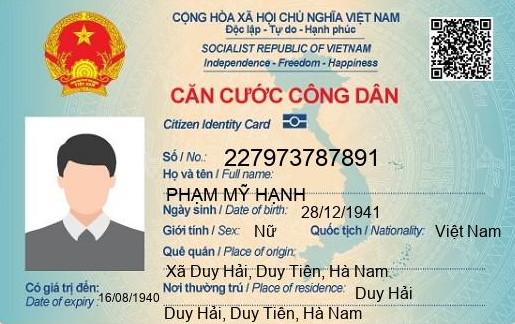 CỘNG HÒA XÃ HỘI CHỦ NGHĨA VIỆT NAM
Độc lập - Tự do - Hạnh phúc
SOCIALIST REPUBLIC OF VIETNAM
Independence - Freedom - Happiness
CĂN CƯỚC CÔNG DÂN
Citizen Identity Card
Số / No.: 227973787891
Họ và tên / Full name:
PHẠM MỸ HẠNH
Ngày sinh / Date of birth: 28/12/1941
Giới tính / Sex: Nữ Quốc tịch / Nationality: Việt Nam
Quê quán / Place of origin:
Xã Duy Hải, Duy Tiên, Hà Nam
Có giá trị đến: 16/08/1940
Date of expiry:
Nơi thường trú / Place of residence: Duy Hải
Duy Hải, Duy Tiên, Hà Nam